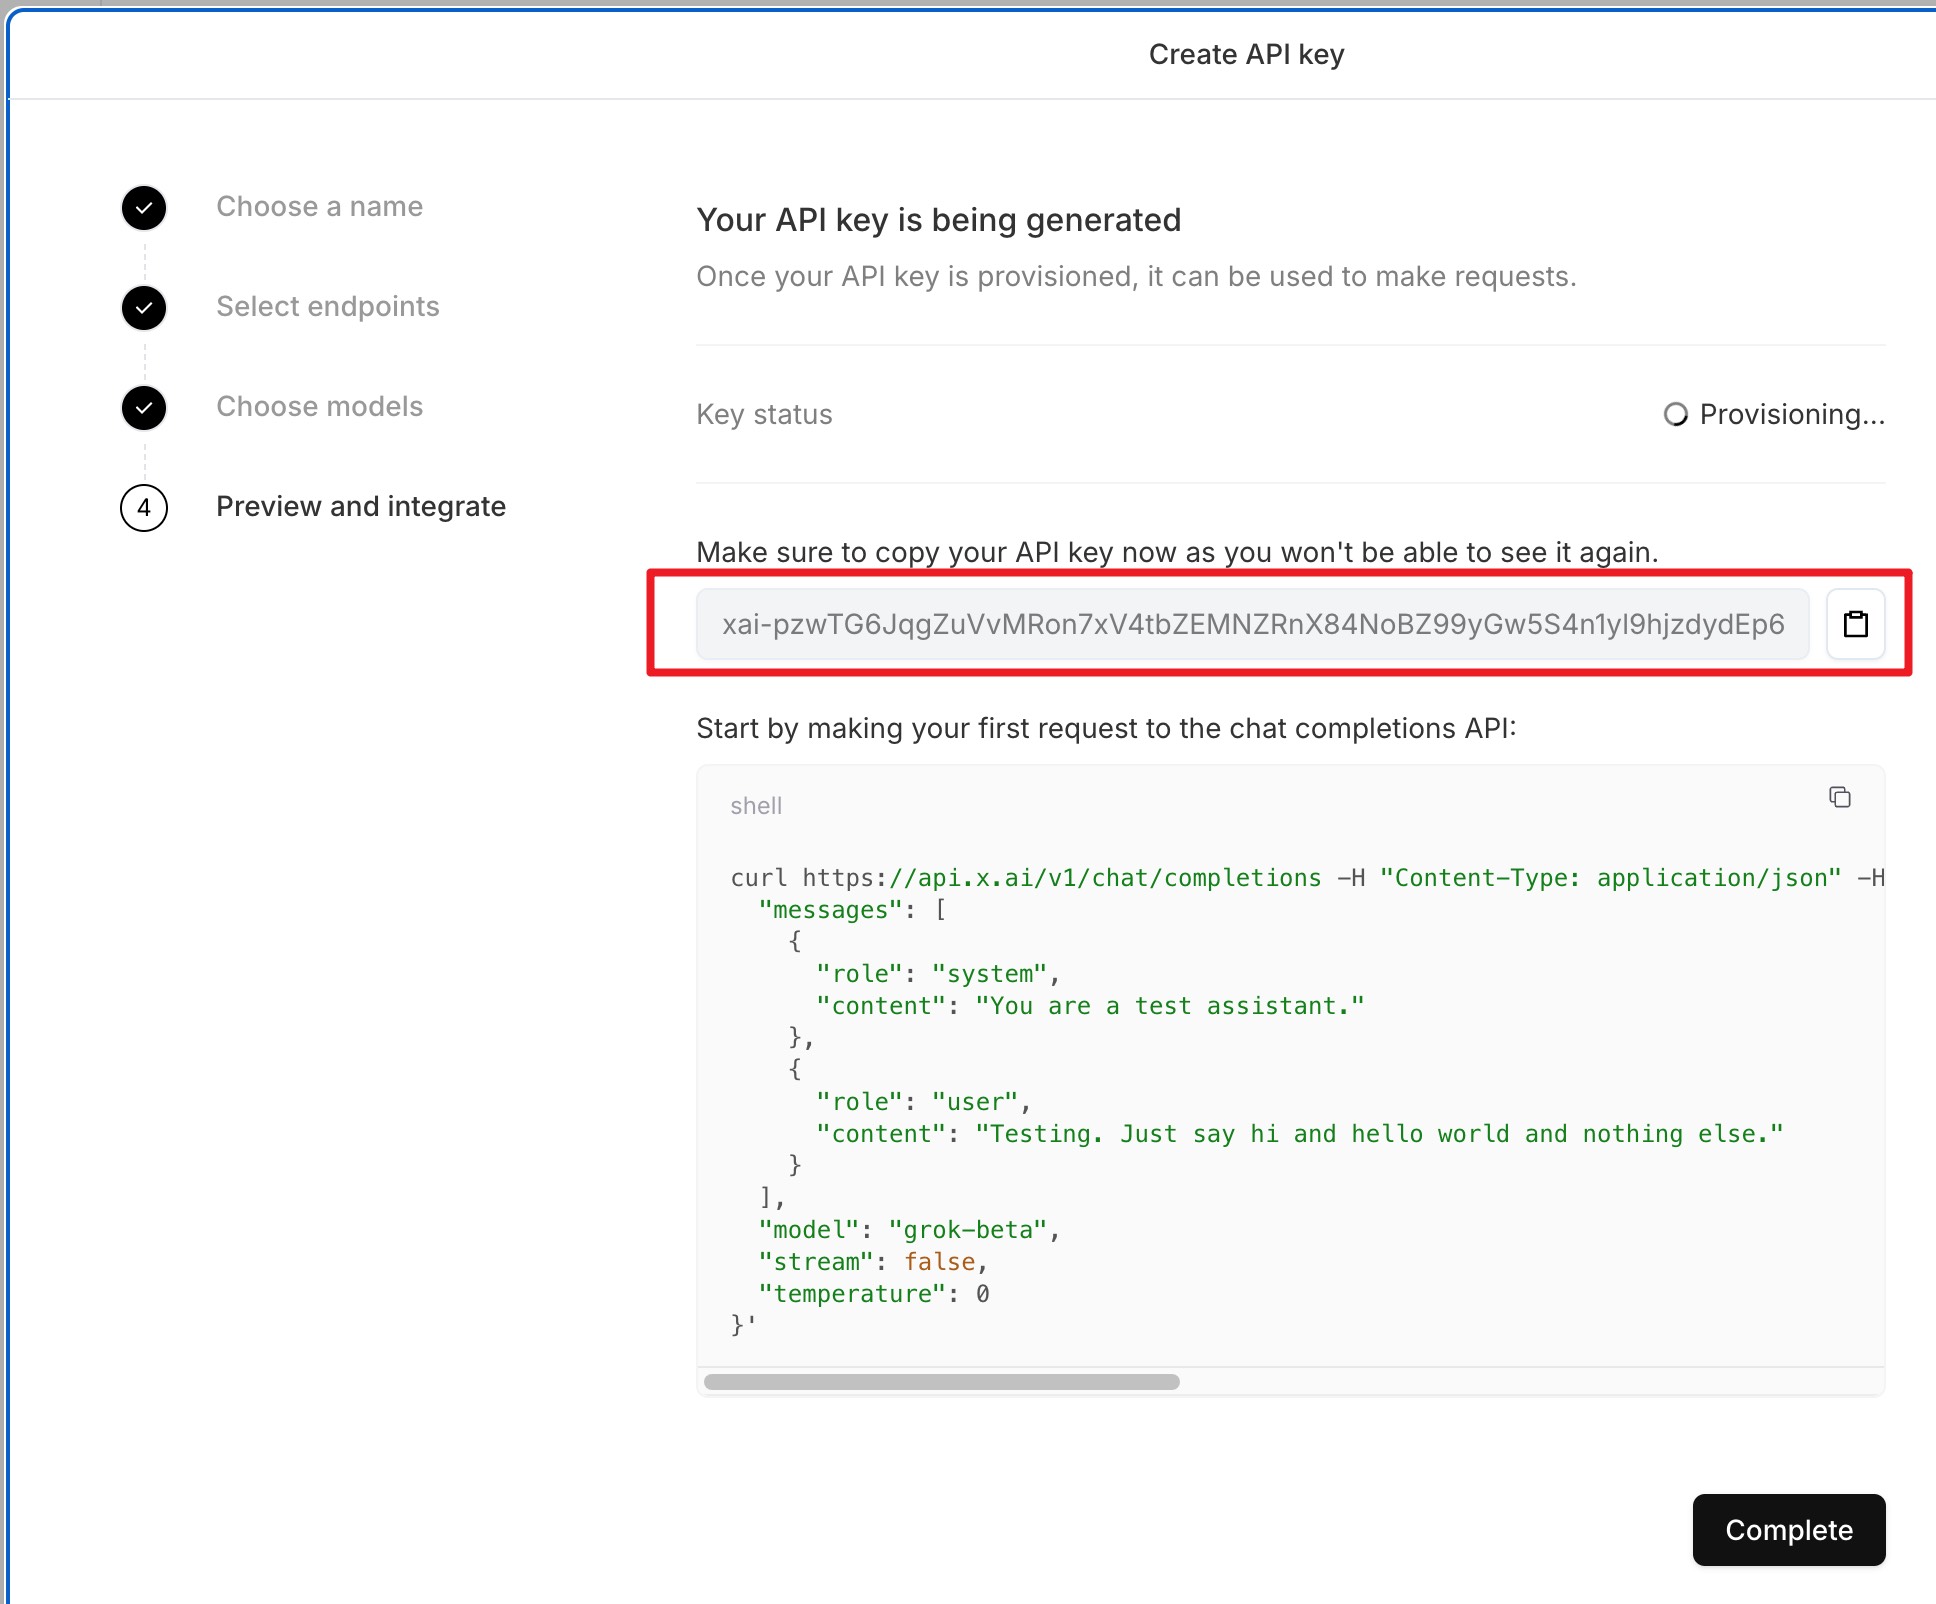 Create API key
Choose a name
Select endpoints
Choose models
4 Preview and integrate
Your API key is being generated
Once your API key is provisioned, it can be used to make requests.
Key status
Provisioning...
Make sure to copy your API key now as you won't be able to see it again.
xai-pzwTG6JqgZuVvMRon7xV4tbZEMNZRnX84NoBZ99yGw5S4n1yI9hjzdydEp6
Start by making your first request to the chat completions API:
shell
curl https://api.x.ai/v1/chat/completions -H "Content-Type: application/json" -H
"messages": [
{
"role": "system",
"content": "You are a test assistant."
},
{
"role": "user",
"content": "Testing. Just say hi and hello world and nothing else."
}
],
"model": "grok-beta",
"stream": false,
"temperature": 0
}'
Complete